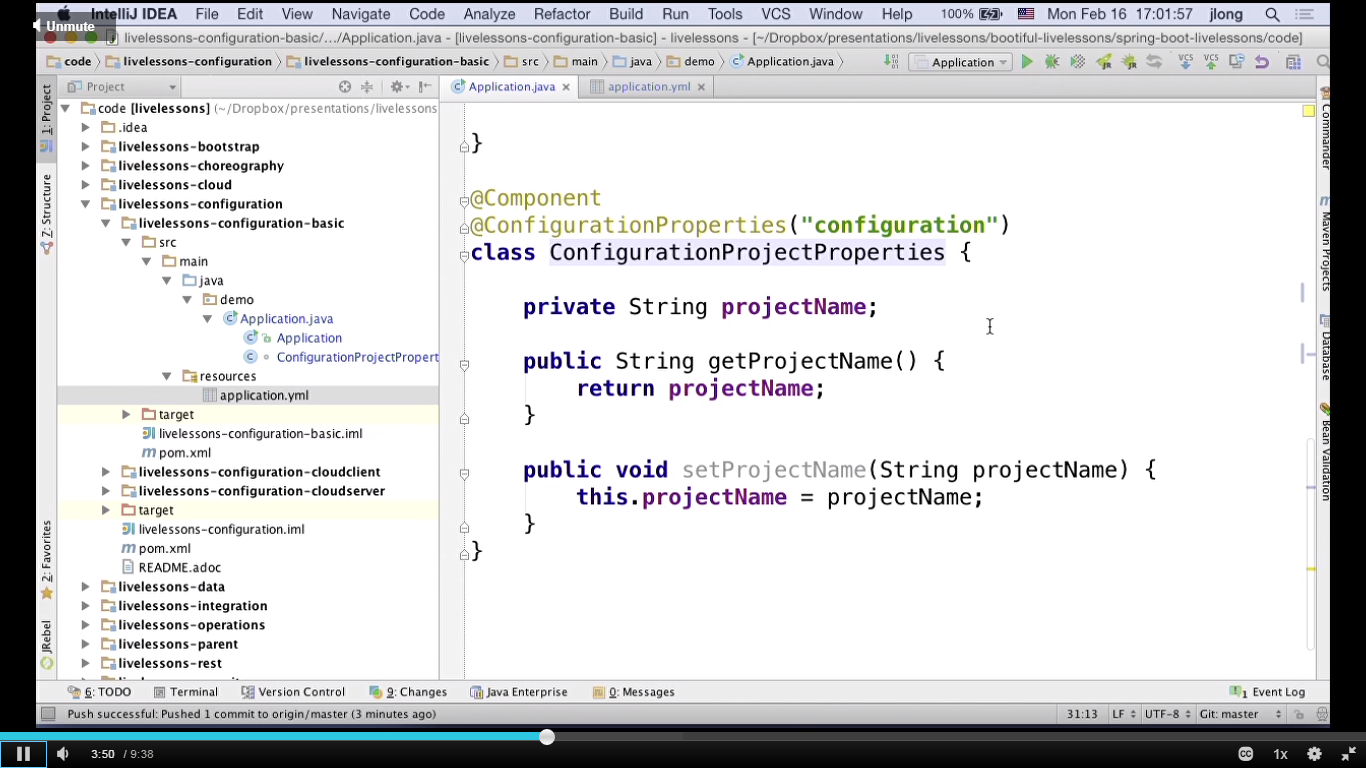 Unmute
IntelliJ IDEA File Edit View Navigate Code Analyze Refactor Build Run Tools VCS Window Help 100% Mon Feb 16 17:01:57 jlong
livelessons-configuration-basic/.../Application.java - [livelessons-configuration-basic] - livelessons - [~/Dropbox/presentations/livelessons/bootiful-livelessons/spring-boot-livelessons/code]
code livelessons-configuration livelessons-configuration-basic src main java demo Application.java Application
Project
Application.java application.yml
1: Project
Z: Structure
2: Favorites
JRebel
code [livelessons] (~/Dropbox/presentations/livelessons
.idea
livelessons-bootstrap
livelessons-choreography
livelessons-cloud
livelessons-configuration
livelessons-configuration-basic
src
main
java
demo
Application.java
Application
ConfigurationProjectPropert
resources
application.yml
target
livelessons-configuration-basic.iml
pom.xml
livelessons-configuration-cloudclient
livelessons-configuration-cloudserver
target
livelessons-configuration.iml
pom.xml
README.adoc
livelessons-data
livelessons-integration
livelessons-operations
livelessons-parent
livelessons-rest
}
@Component
@ConfigurationProperties("configuration")
class ConfigurationProjectProperties {
private String projectName;
public String getProjectName() {
return projectName;
}
public void setProjectName(String projectName) {
this.projectName = projectName;
}
}
Commander
Maven Projects
Database
Bean Validation
6: TODO Terminal Version Control 9: Changes Java Enterprise 0: Messages 1 Event Log
Push successful: Pushed 1 commit to origin/master (3 minutes ago) 31:13 LF UTF-8 Git: master
3:50 / 9:38 CC 1x